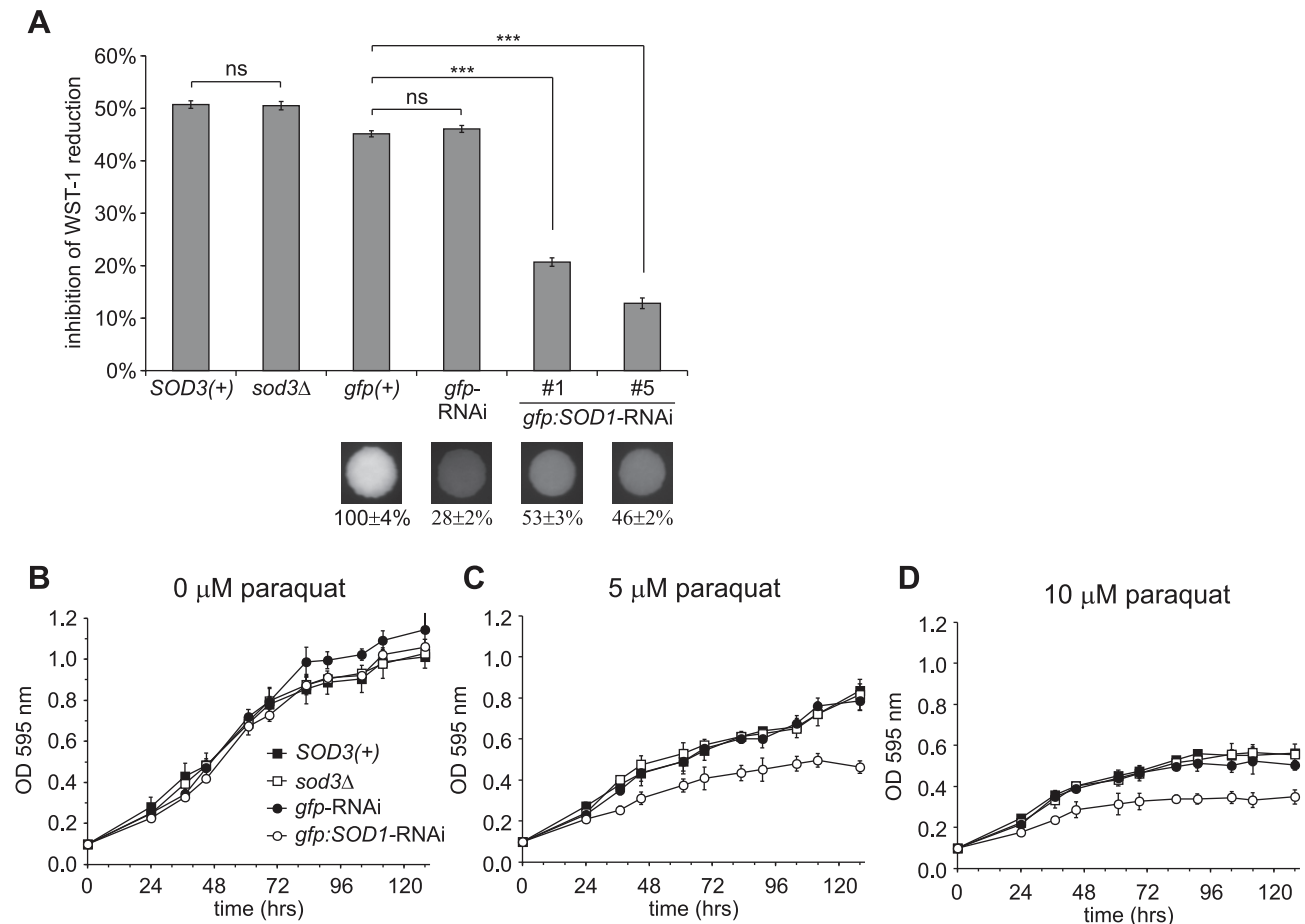 A
***
***
ns
ns
60%
50%
40%
30%
20%
10%
0%
inhibition of WST-1 reduction
SOD3(+) sod3Δ gfp(+) gfp- #1 #5
RNAi gfp:SOD1-RNAi
100±4% 28±2% 53±3% 46±2%
B 0 μM paraquat
1.2
1.0
0.8
0.6
0.4
0.2
0.0
OD 595 nm
SOD3(+)
sod3Δ
gfp-RNAi
gfp:SOD1-RNAi
0 24 48 72 96 120
time (hrs)
C 5 μM paraquat
1.2
1.0
0.8
0.6
0.4
0.2
0.0
OD 595 nm
0 24 48 72 96 120
time (hrs)
D 10 μM paraquat
1.2
1.0
0.8
0.6
0.4
0.2
0.0
OD 595 nm
0 24 48 72 96 120
time (hrs)